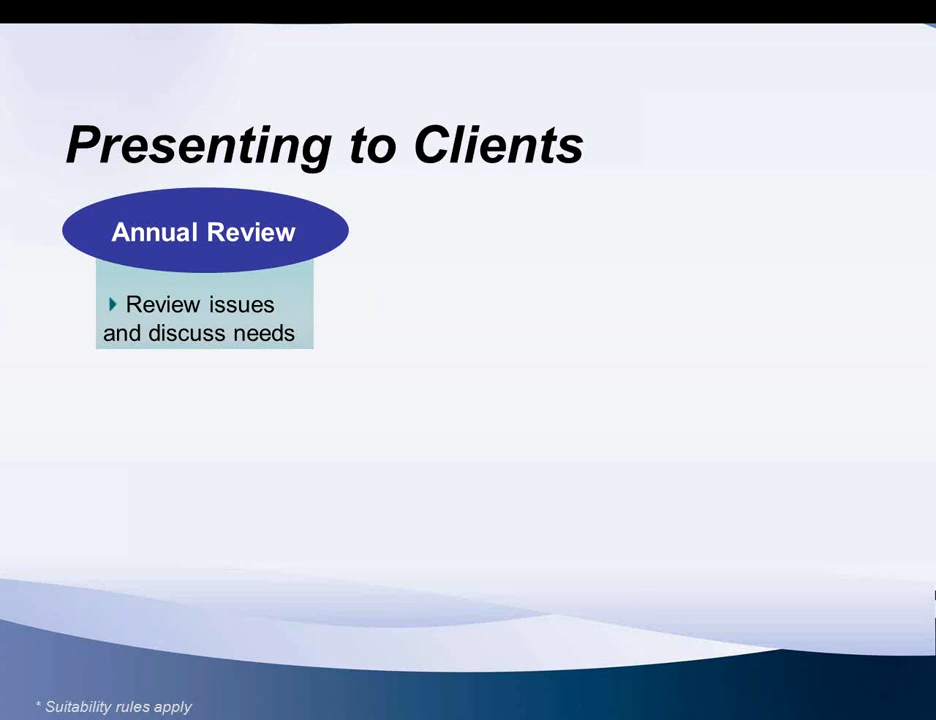 Presenting to Clients
Annual Review
Review issues
and discuss needs
* Suitability rules apply